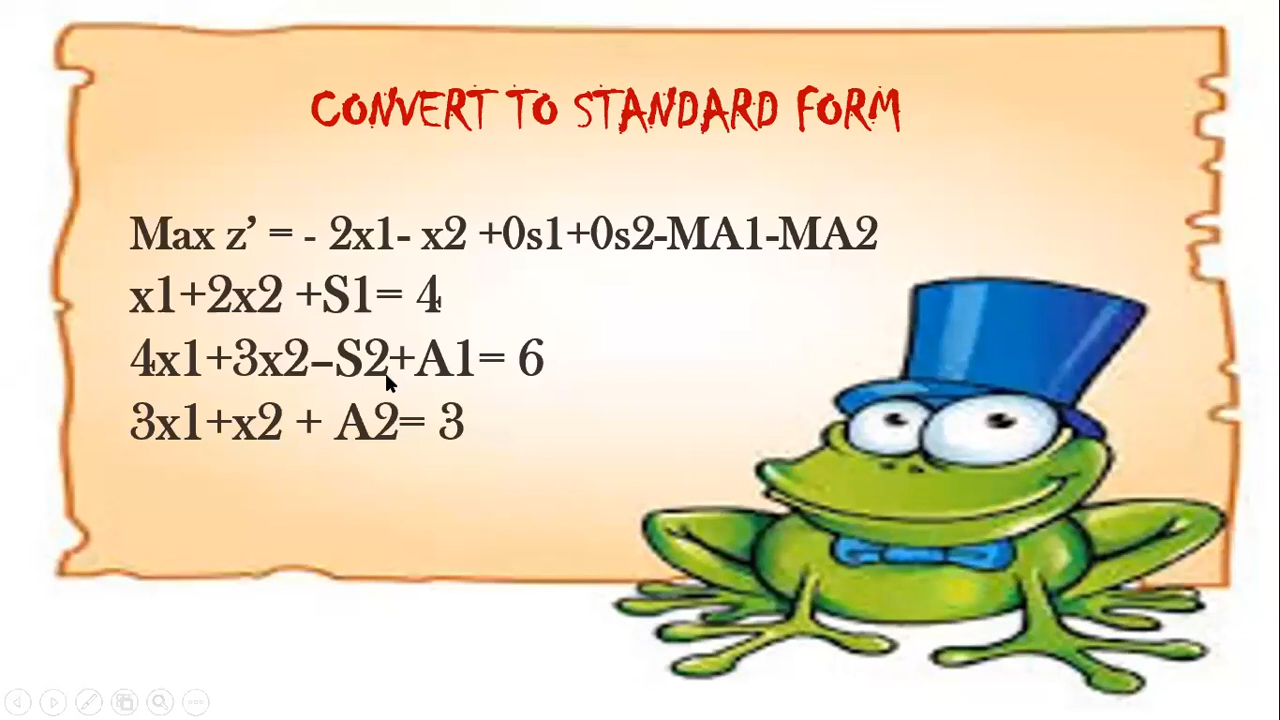 CONVERT TO STANDARD FORM
Max z’ = - 2x1- x2 +0s1+0s2-MA1-MA2
x1+2x2 +S1= 4
4x1+3x2–S2+A1= 6
3x1+x2 + A2= 3